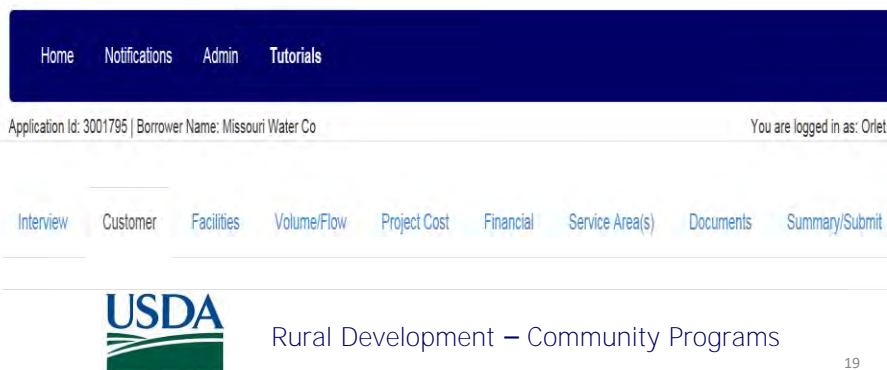 Home Notifications Admin Tutorials
Application Id: 3001795 | Borrower Name: Missouri Water Co You are logged in as: Orlet
Interview Customer Facilities Volume/Flow Project Cost Financial Service Area(s) Documents Summary/Submit
USDA
Rural Development – Community Programs
19